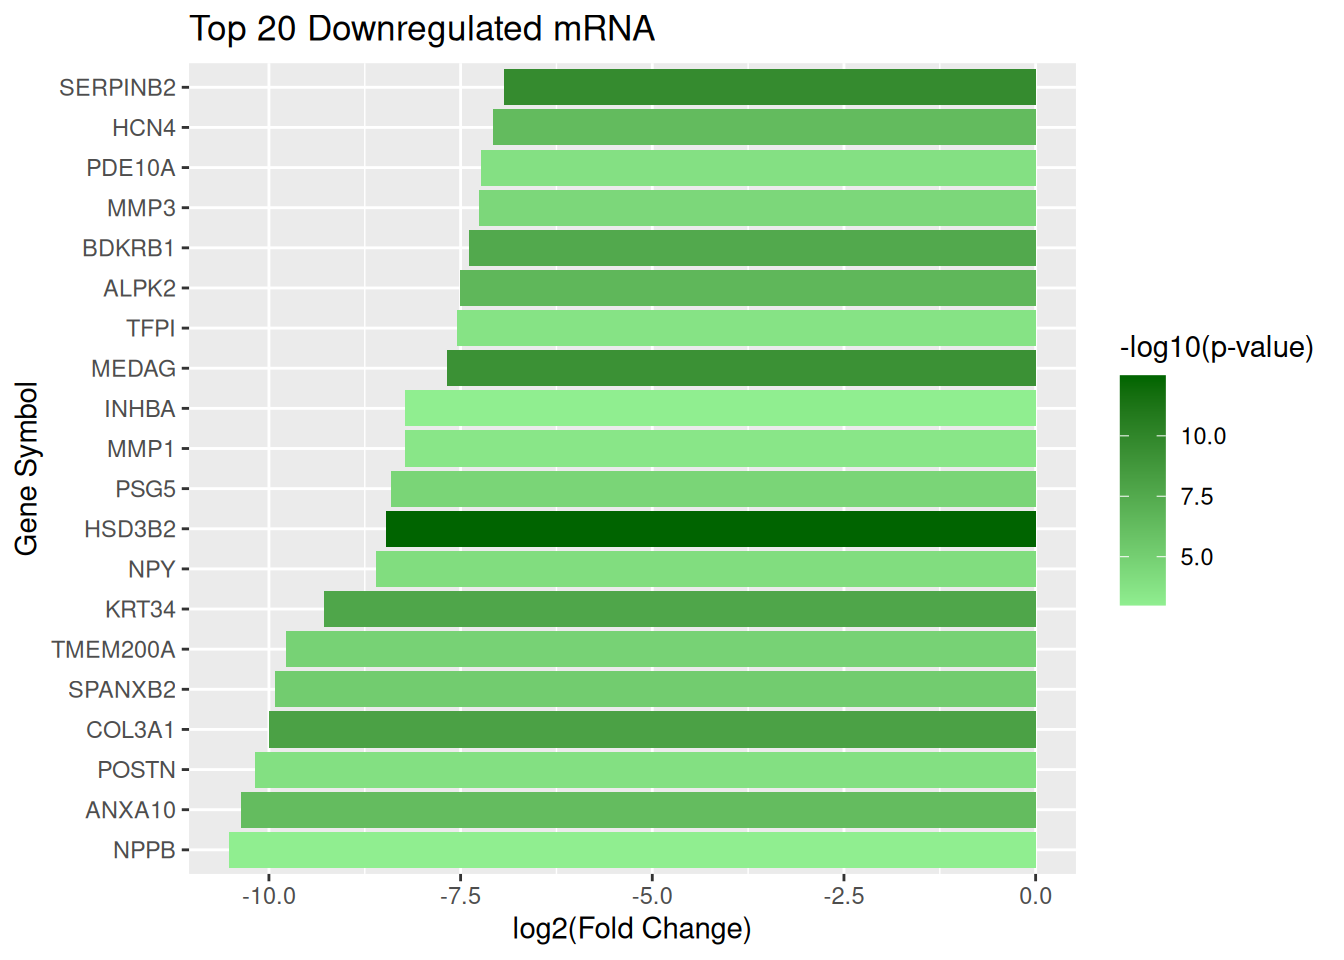 Top 20 Downregulated mRNA
Gene Symbol
SERPINB2
HCN4
PDE10A
MMP3
BDKRB1
ALPK2
TFPI
MEDAG
INHBA
MMP1
PSG5
HSD3B2
NPY
KRT34
TMEM200A
SPANXB2
COL3A1
POSTN
ANXA10
NPPB
-10.0 -7.5 -5.0 -2.5 0.0
log2(Fold Change)
-log10(p-value)
10.0
7.5
5.0